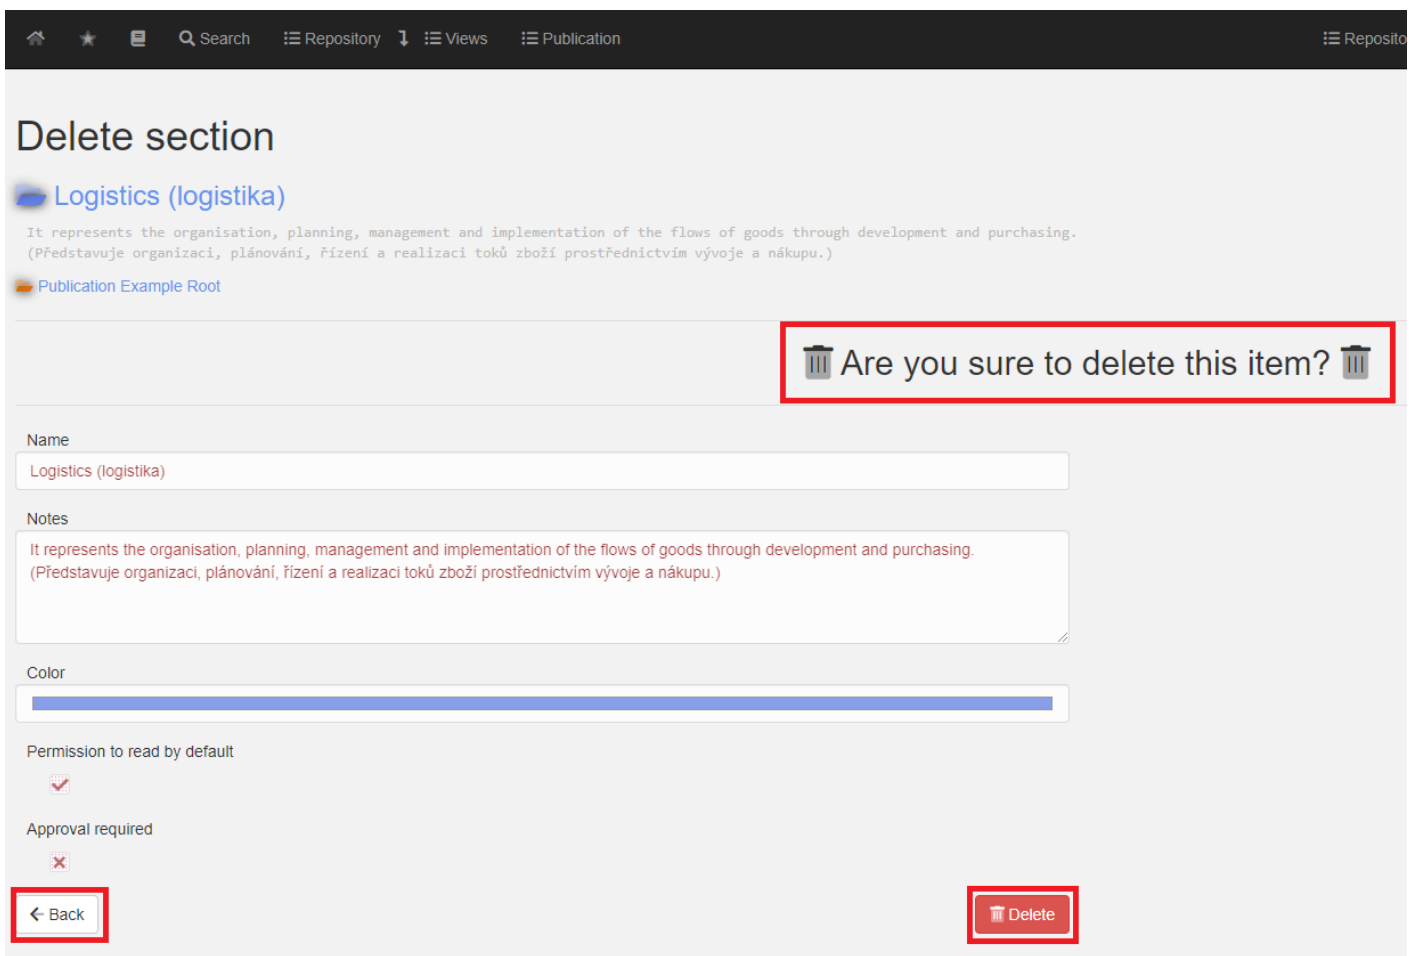 Search Repository Views Publication Reposito
Delete section
Logistics (logistika)
It represents the organisation, planning, management and implementation of the flows of goods through development and purchasing.
(Představuje organizaci, plánování, řízení a realizaci toků zboží prostřednictvím vývoje a nákupu.)
Publication Example Root
Are you sure to delete this item?
Name
Logistics (logistika)
Notes
It represents the organisation, planning, management and implementation of the flows of goods through development and purchasing.
(Představuje organizaci, plánování, řízení a realizaci toků zboží prostřednictvím vývoje a nákupu.)
Color
Permission to read by default
Approval required
Back Delete